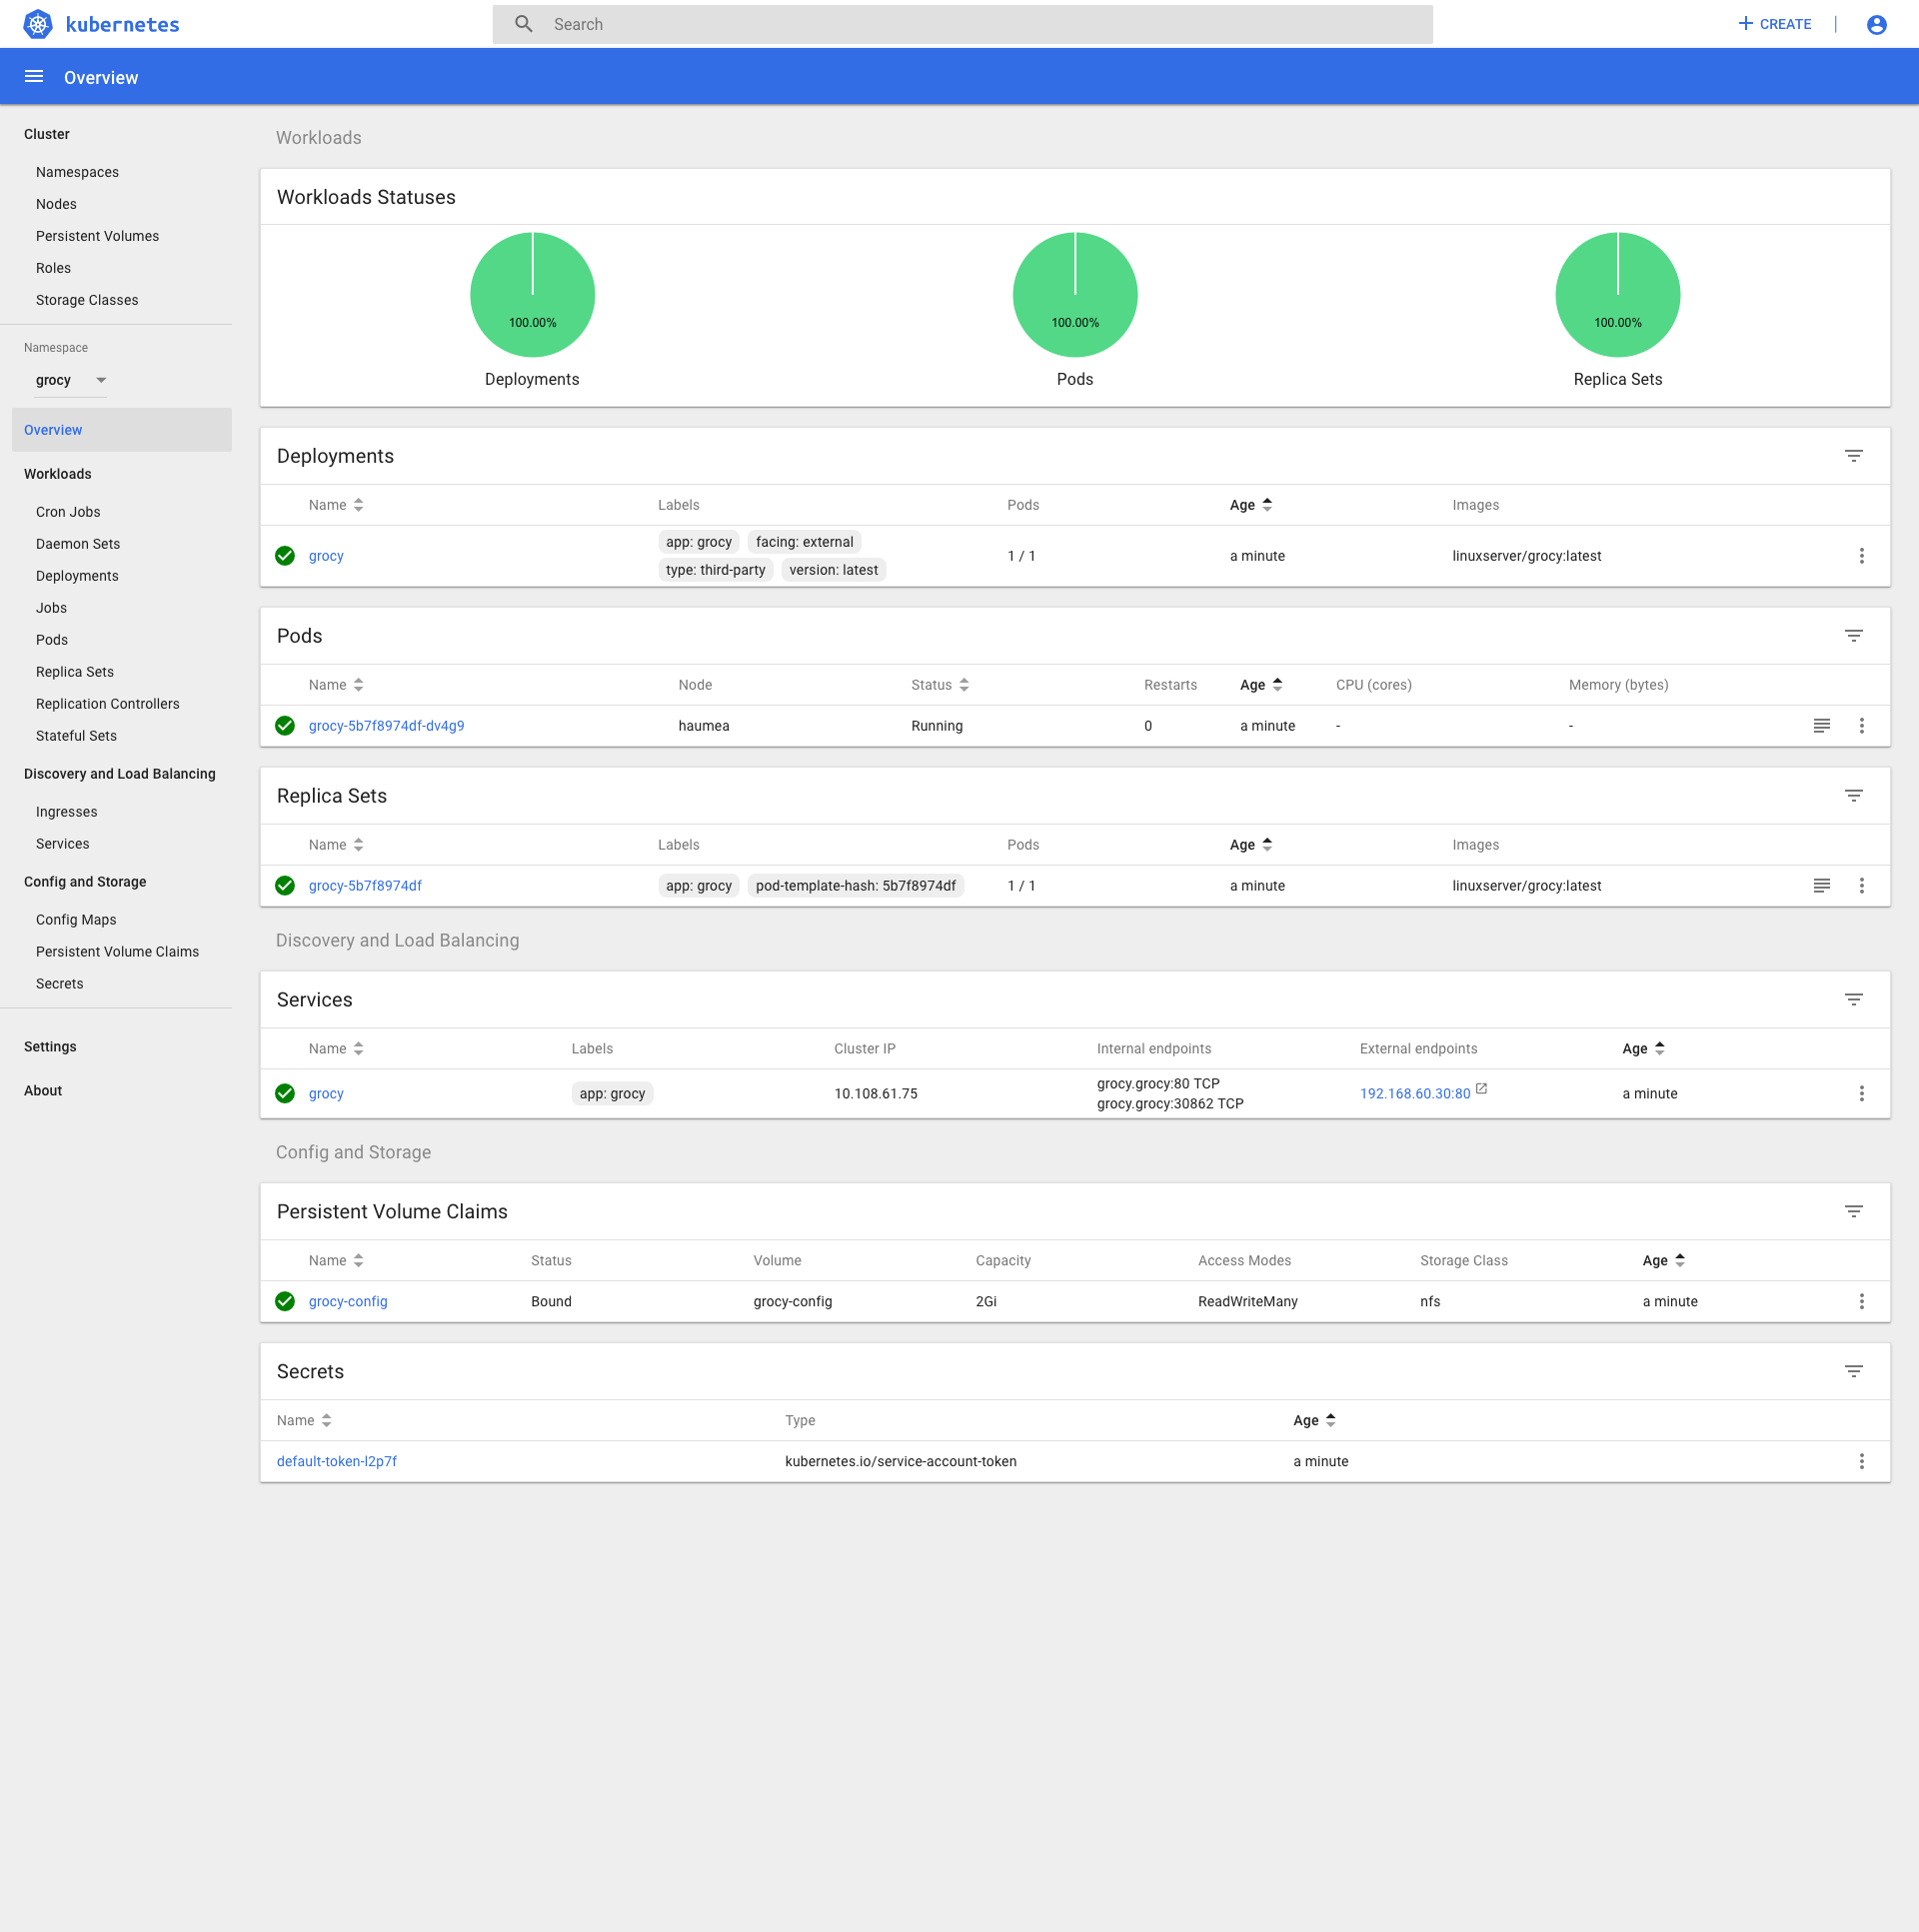 kubernetes
Search
CREATE
Overview
Cluster
Namespaces
Nodes
Persistent Volumes
Roles
Storage Classes
Namespace
grocy
Overview
Workloads
Cron Jobs
Daemon Sets
Deployments
Jobs
Pods
Replica Sets
Replication Controllers
Stateful Sets
Discovery and Load Balancing
Ingresses
Services
Config and Storage
Config Maps
Persistent Volume Claims
Secrets
Settings
About
Workloads
Workloads Statuses
100.00% 100.00% 100.00%
Deployments Pods Replica Sets
Deployments
Name Labels Pods Age Images
grocy app: grocy facing: external 1 / 1 a minute linuxserver/grocy:latest
type: third-party version: latest
Pods
Name Node Status Restarts Age CPU (cores) Memory (bytes)
grocy-5b7f8974df-dv4g9 haumea Running 0 a minute - -
Replica Sets
Name Labels Pods Age Images
grocy-5b7f8974df app: grocy pod-template-hash: 5b7f8974df 1 / 1 a minute linuxserver/grocy:latest
Discovery and Load Balancing
Services
Name Labels Cluster IP Internal endpoints External endpoints Age
grocy app: grocy 10.108.61.75 grocy.grocy:80 TCP 192.168.60.30:80 a minute
grocy.grocy:30862 TCP
Config and Storage
Persistent Volume Claims
Name Status Volume Capacity Access Modes Storage Class Age
grocy-config Bound grocy-config 2Gi ReadWriteMany nfs a minute
Secrets
Name Type Age
default-token-l2p7f kubernetes.io/service-account-token a minute